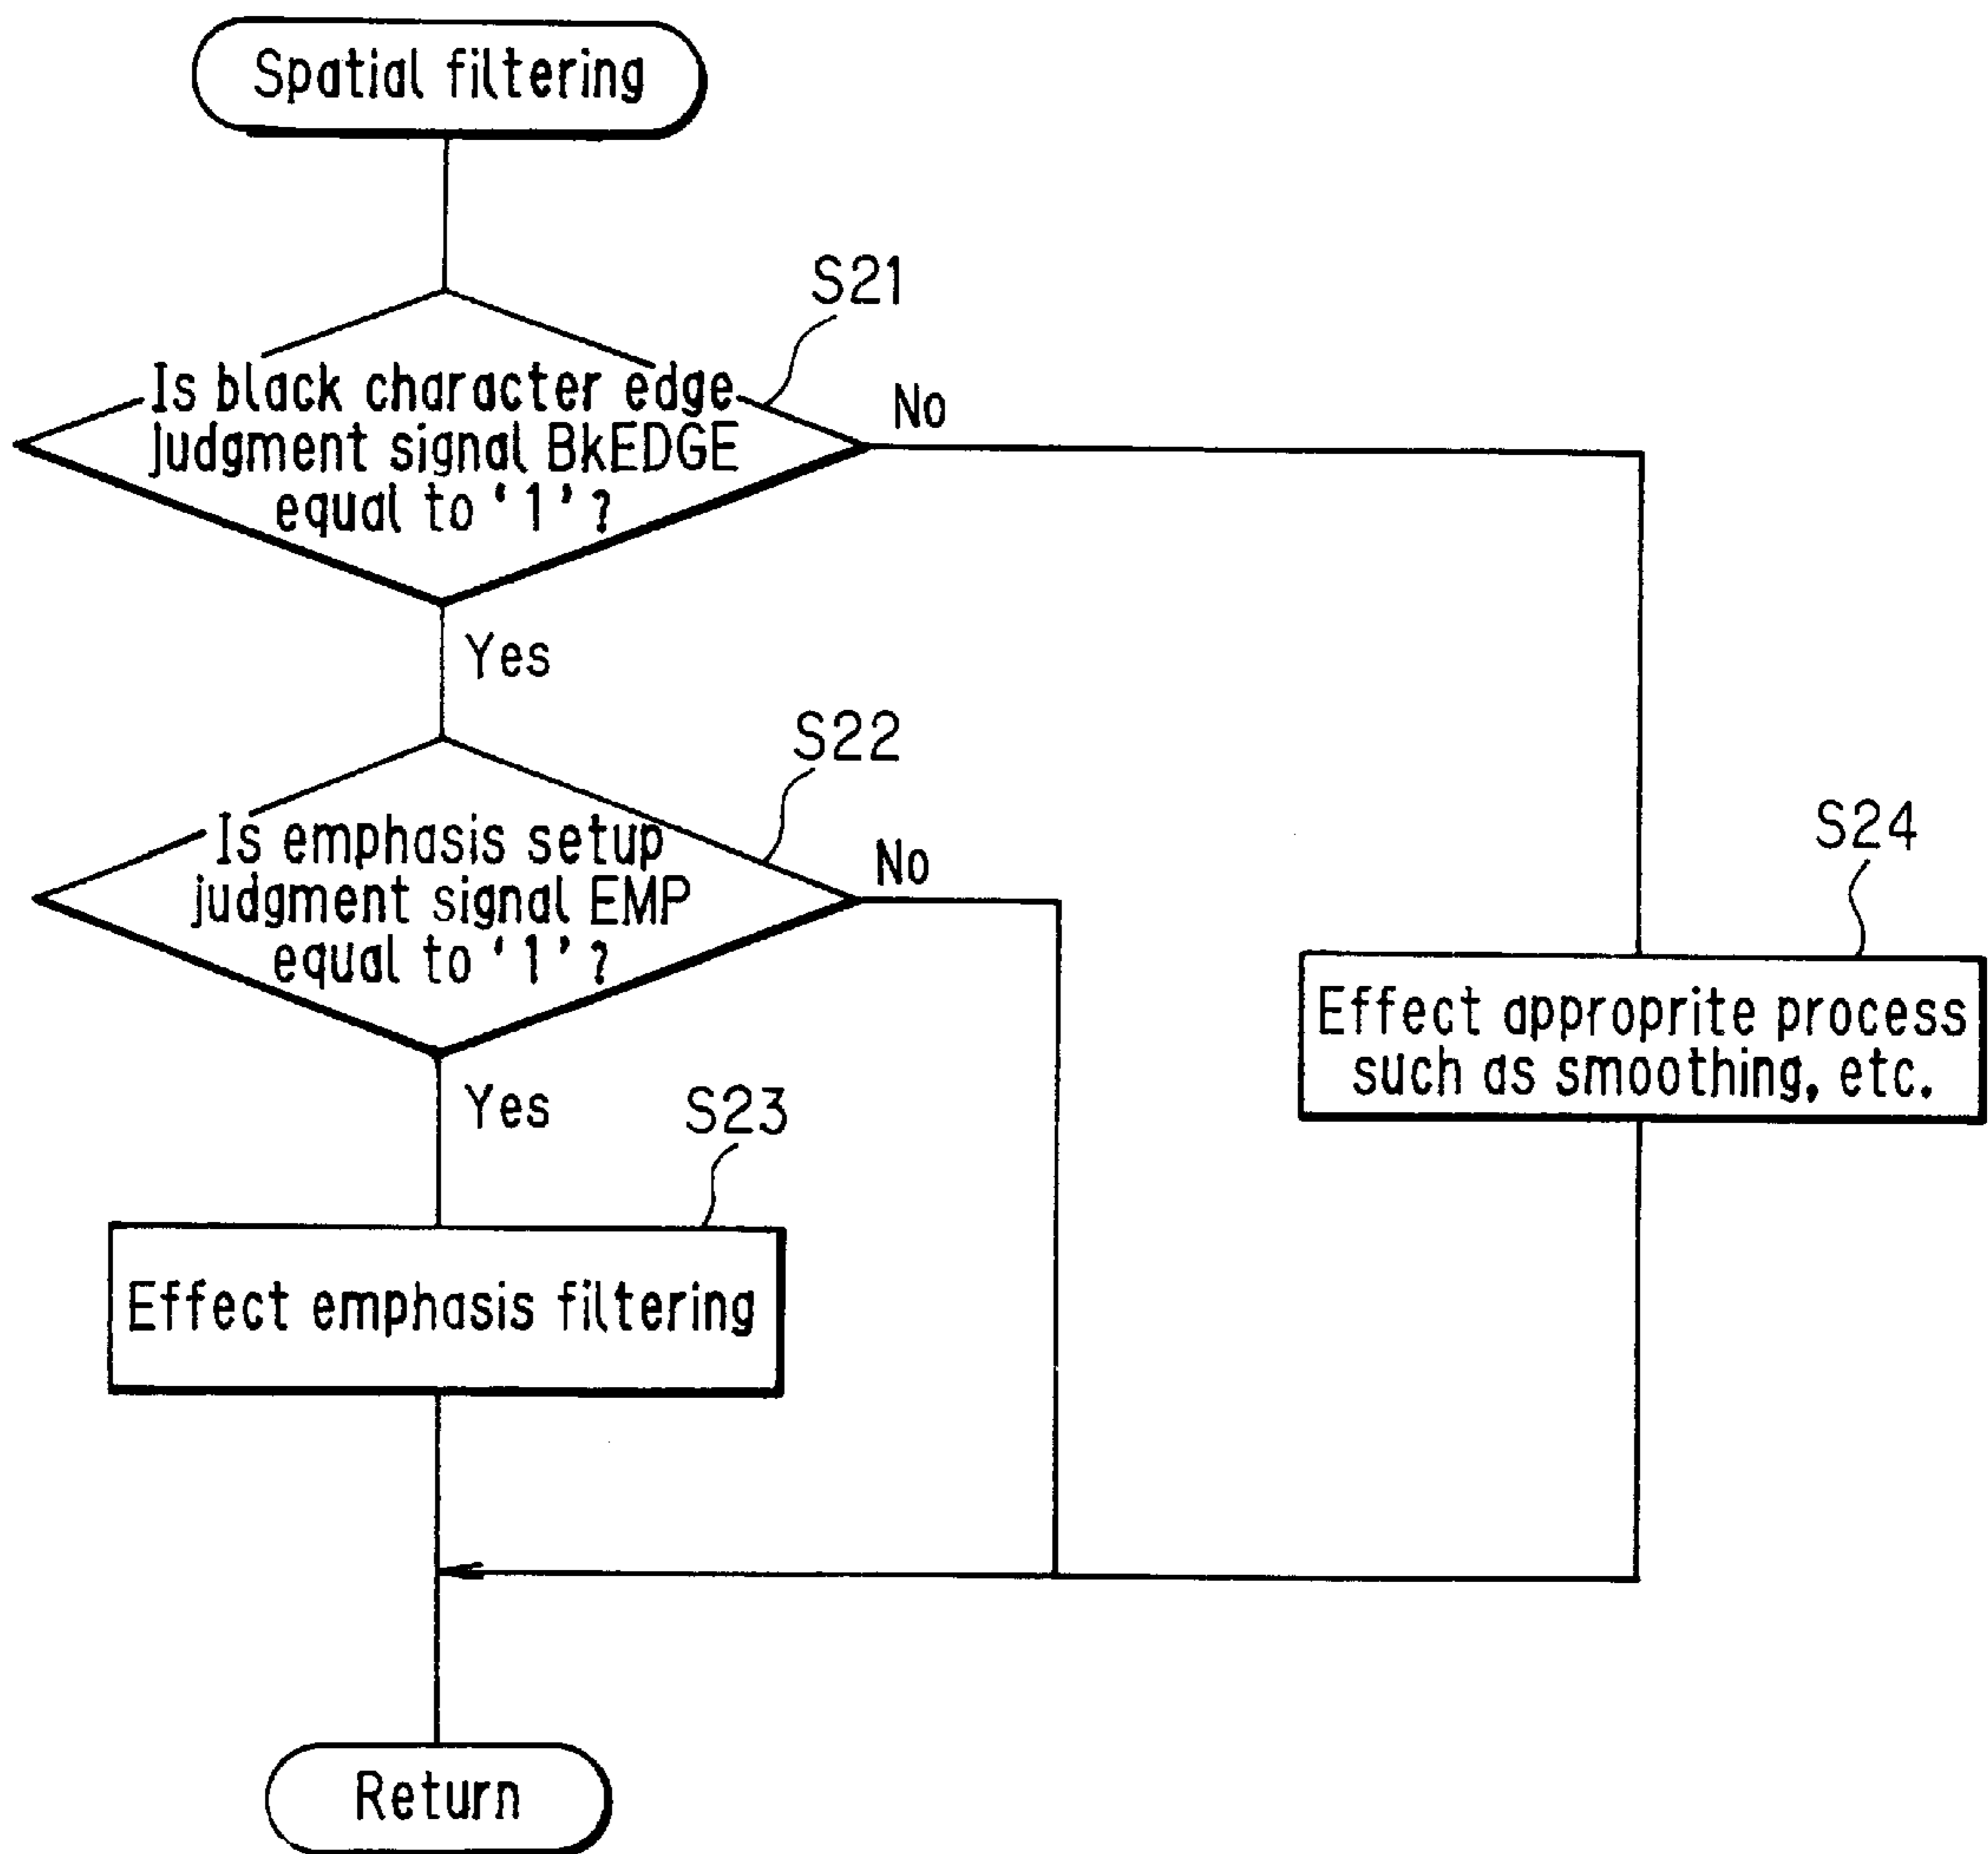 Spatial filtering
S21
Is black character edge
judgment signal BkEDGE
equal to ‘1’?
No
Yes
S22
Is emphasis setup
judgment signal EMP
equal to ‘1’?
No
Yes
S23
Effect emphasis filtering
S24
Effect approprite process
such as smoothing, etc.
Return